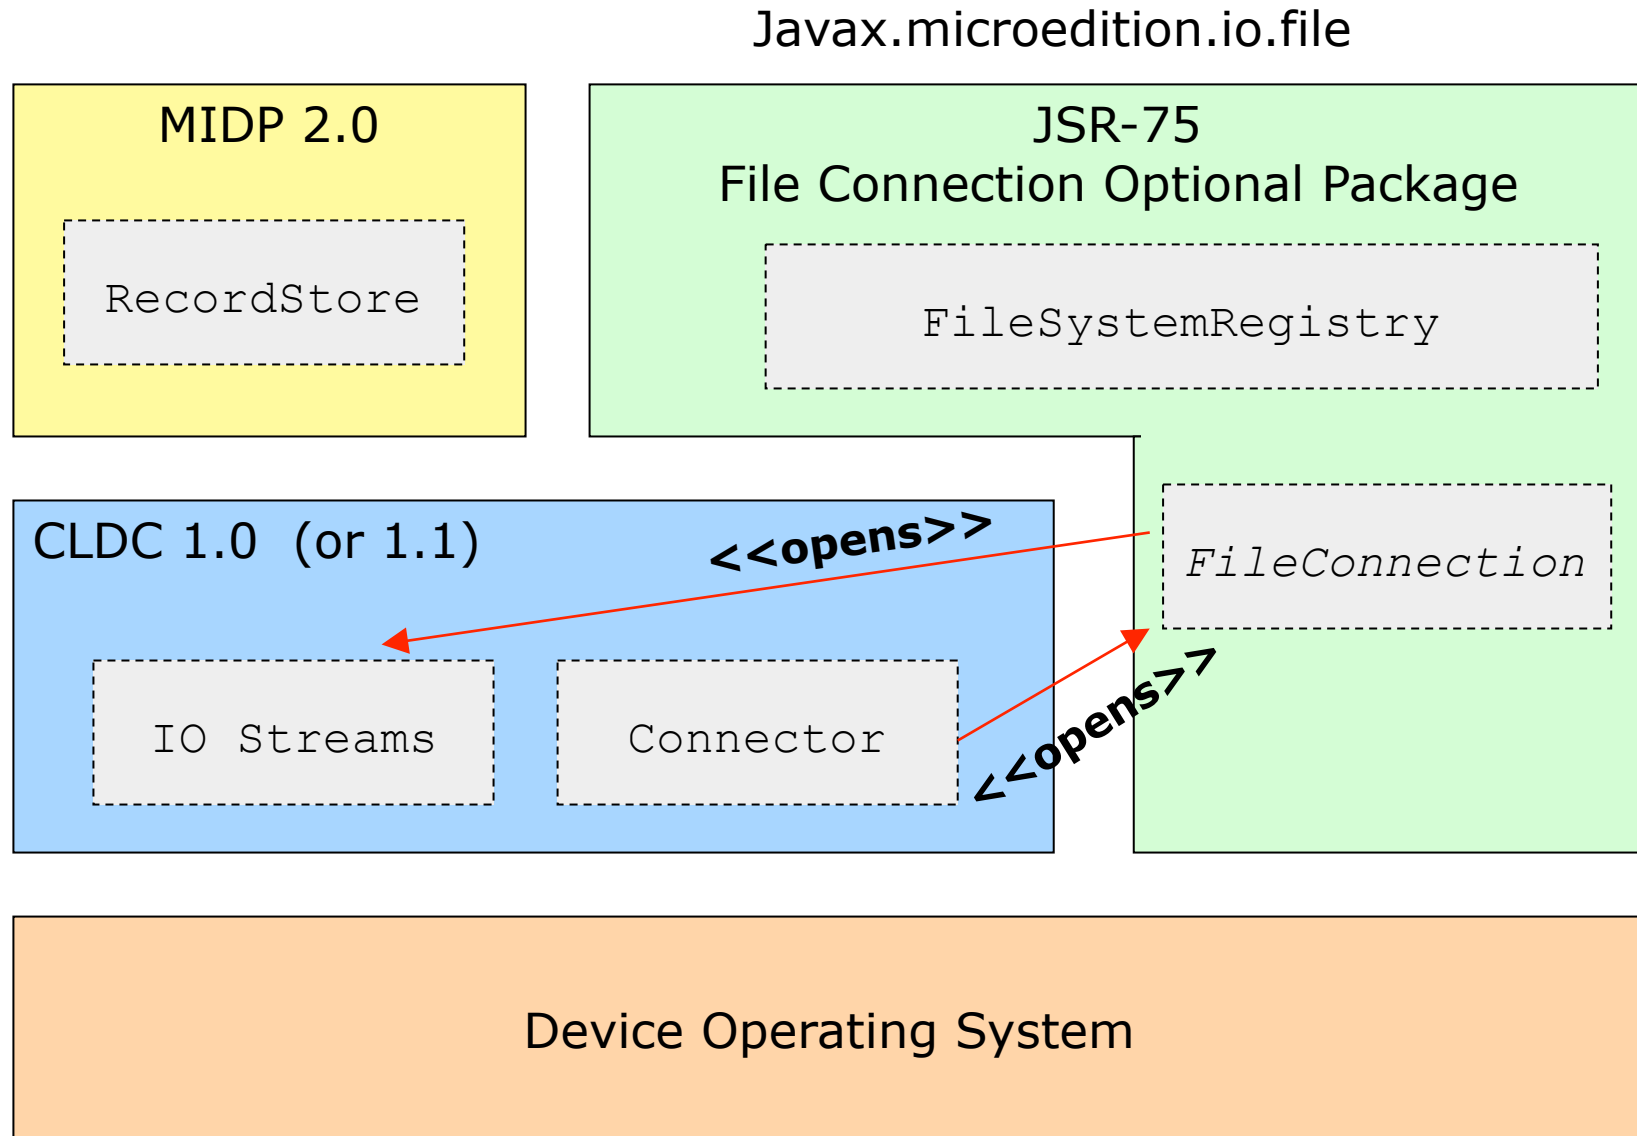 Javax.microedition.io.file
MIDP 2.0
RecordStore
JSR-75
File Connection Optional Package
FileSystemRegistry
FileConnection
CLDC 1.0 (or 1.1)
<<opens>>
IO Streams
Connector
<<opens>>
Device Operating System